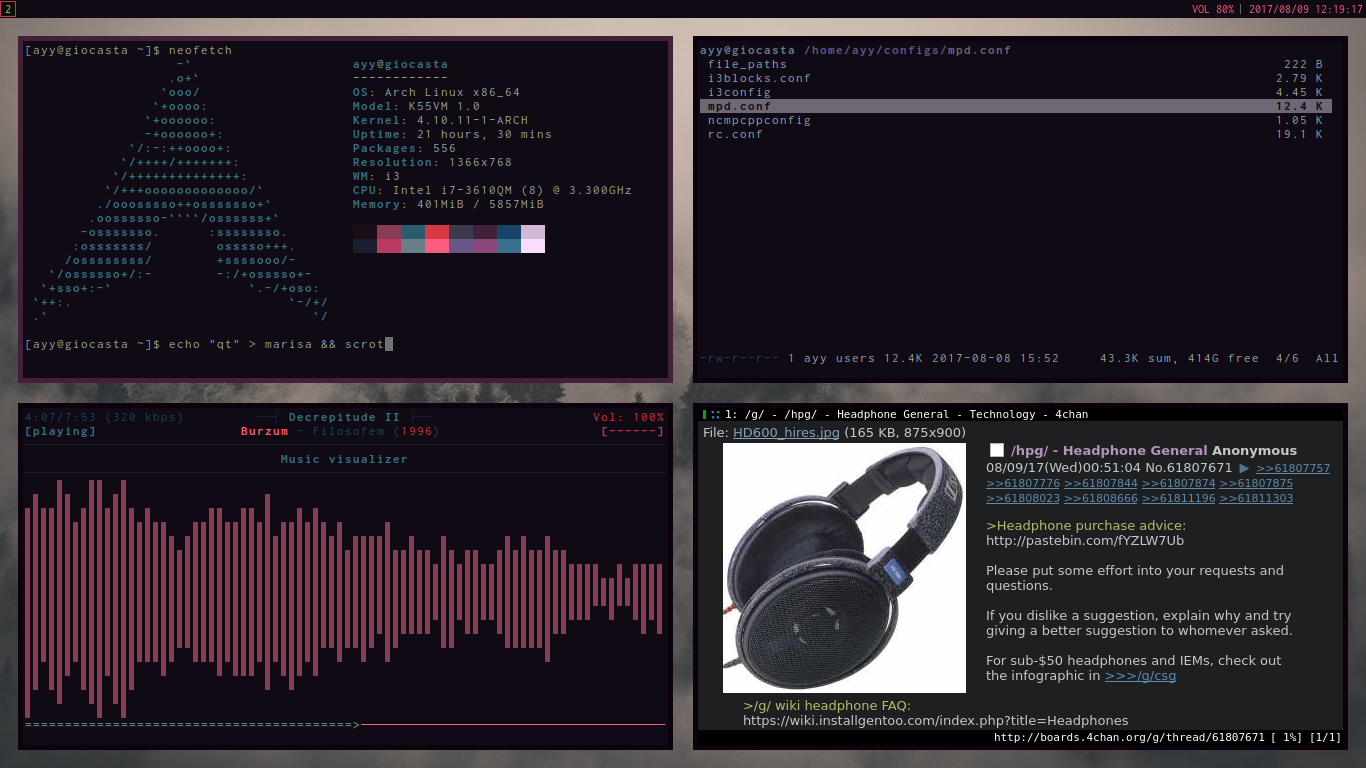 2
VOL 80% | 2017/08/09 12:19:17
[ayy@giocasta ~]$ neofetch
ayy@giocasta
------------
OS: Arch Linux x86_64
Model: K55VM 1.0
Kernel: 4.10.11-1-ARCH
Uptime: 21 hours, 30 mins
Packages: 556
Resolution: 1366x768
WM: i3
CPU: Intel i7-3610QM (8) @ 3.300GHz
Memory: 401MiB / 5857MiB
[ayy@giocasta ~]$ echo "qt" > marisa && scrot
ayy@giocasta /home/ayy/configs/mpd.conf
file_paths 222 B
i3blocks.conf 2.79 K
i3config 4.45 K
mpd.conf 12.4 K
ncmpcppconfig 1.05 K
rc.conf 19.1 K
-rw-r--r-- 1 ayy users 12.4K 2017-08-08 15:52 43.3K sum, 414G free 4/6 All
4:07/7:53 (320 kbps) Decrepitude II Vol: 100%
[playing] Burzum - Filosofem (1996) [------]
Music visualizer
1: /g/ - /hpg/ - Headphone General - Technology - 4chan
File: HD600_hires.jpg (165 KB, 875x900)
/hpg/ - Headphone General Anonymous
08/09/17(Wed)00:51:04 No.61807671 ▶ >>61807757
>>61807776 >>61807844 >>61807874 >>61807875
>>61808023 >>61808666 >>61811196 >>61811303
>Headphone purchase advice:
http://pastebin.com/fYZLW7Ub
Please put some effort into your requests and
questions.
If you dislike a suggestion, explain why and try
giving a better suggestion to whomever asked.
For sub-$50 headphones and IEMs, check out
the infographic in >>>/g/csg
>/g/ wiki headphone FAQ:
https://wiki.installgentoo.com/index.php?title=Headphones
http://boards.4chan.org/g/thread/61807671 [ 1%] [1/1]